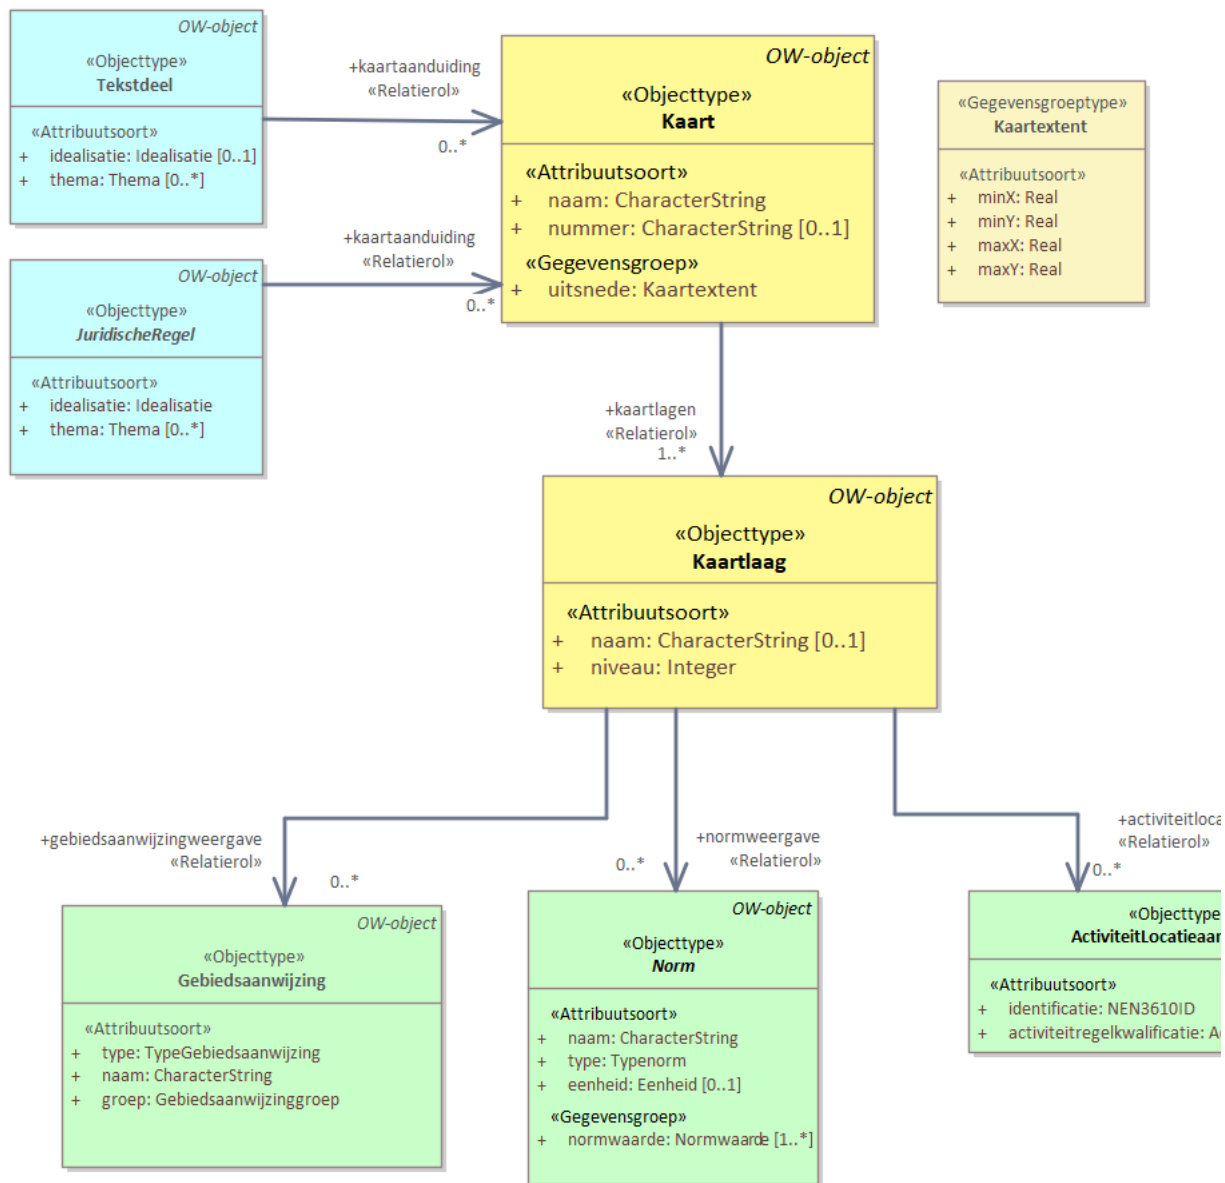 OW-object
«Objecttype»
Tekstdeel
«Attribuutsoort»
+ idealisatie: Idealisatie [0..1]
+ thema: Thema [0..*]
+kaartaanduiding
«Relatierol»
0..*
OW-object
«Objecttype»
Kaart
«Attribuutsoort»
+ naam: CharacterString
+ nummer: CharacterString [0..1]
«Gegevensgroep»
+ uitsnede: Kaartextent
«Gegevensgroeptype»
Kaartextent
«Attribuutsoort»
+ minX: Real
+ minY: Real
+ maxX: Real
+ maxY: Real
OW-object
«Objecttype»
JuridischeRegel
«Attribuutsoort»
+ idealisatie: Idealisatie
+ thema: Thema [0..*]
+kaartaanduiding
«Relatierol»
0..*
+kaartlagen
«Relatierol»
1..*
OW-object
«Objecttype»
Kaartlaag
«Attribuutsoort»
+ naam: CharacterString [0..1]
+ niveau: Integer
+gebiedsaanwijzingweergave
«Relatierol»
0..*
+normweergave
«Relatierol»
0..*
«Relatierol»
0..*
OW-object
«Objecttype»
Gebiedsaanwijzing
«Attribuutsoort»
+ type: TypeGebiedsaanwijzing
+ naam: CharacterString
+ groep: Gebiedsaanwijzinggroep
OW-object
«Objecttype»
Norm
«Attribuutsoort»
+ naam: CharacterString
+ type: Typenorm
+ eenheid: Eenheid [0..1]
«Gegevensgroep»
+ normwaarde: Normwaarde [1..*]
«Objecttype
«Attribuutsoort»
+ identificatie: NEN3610ID
+ activiteitregelkwalificatie: